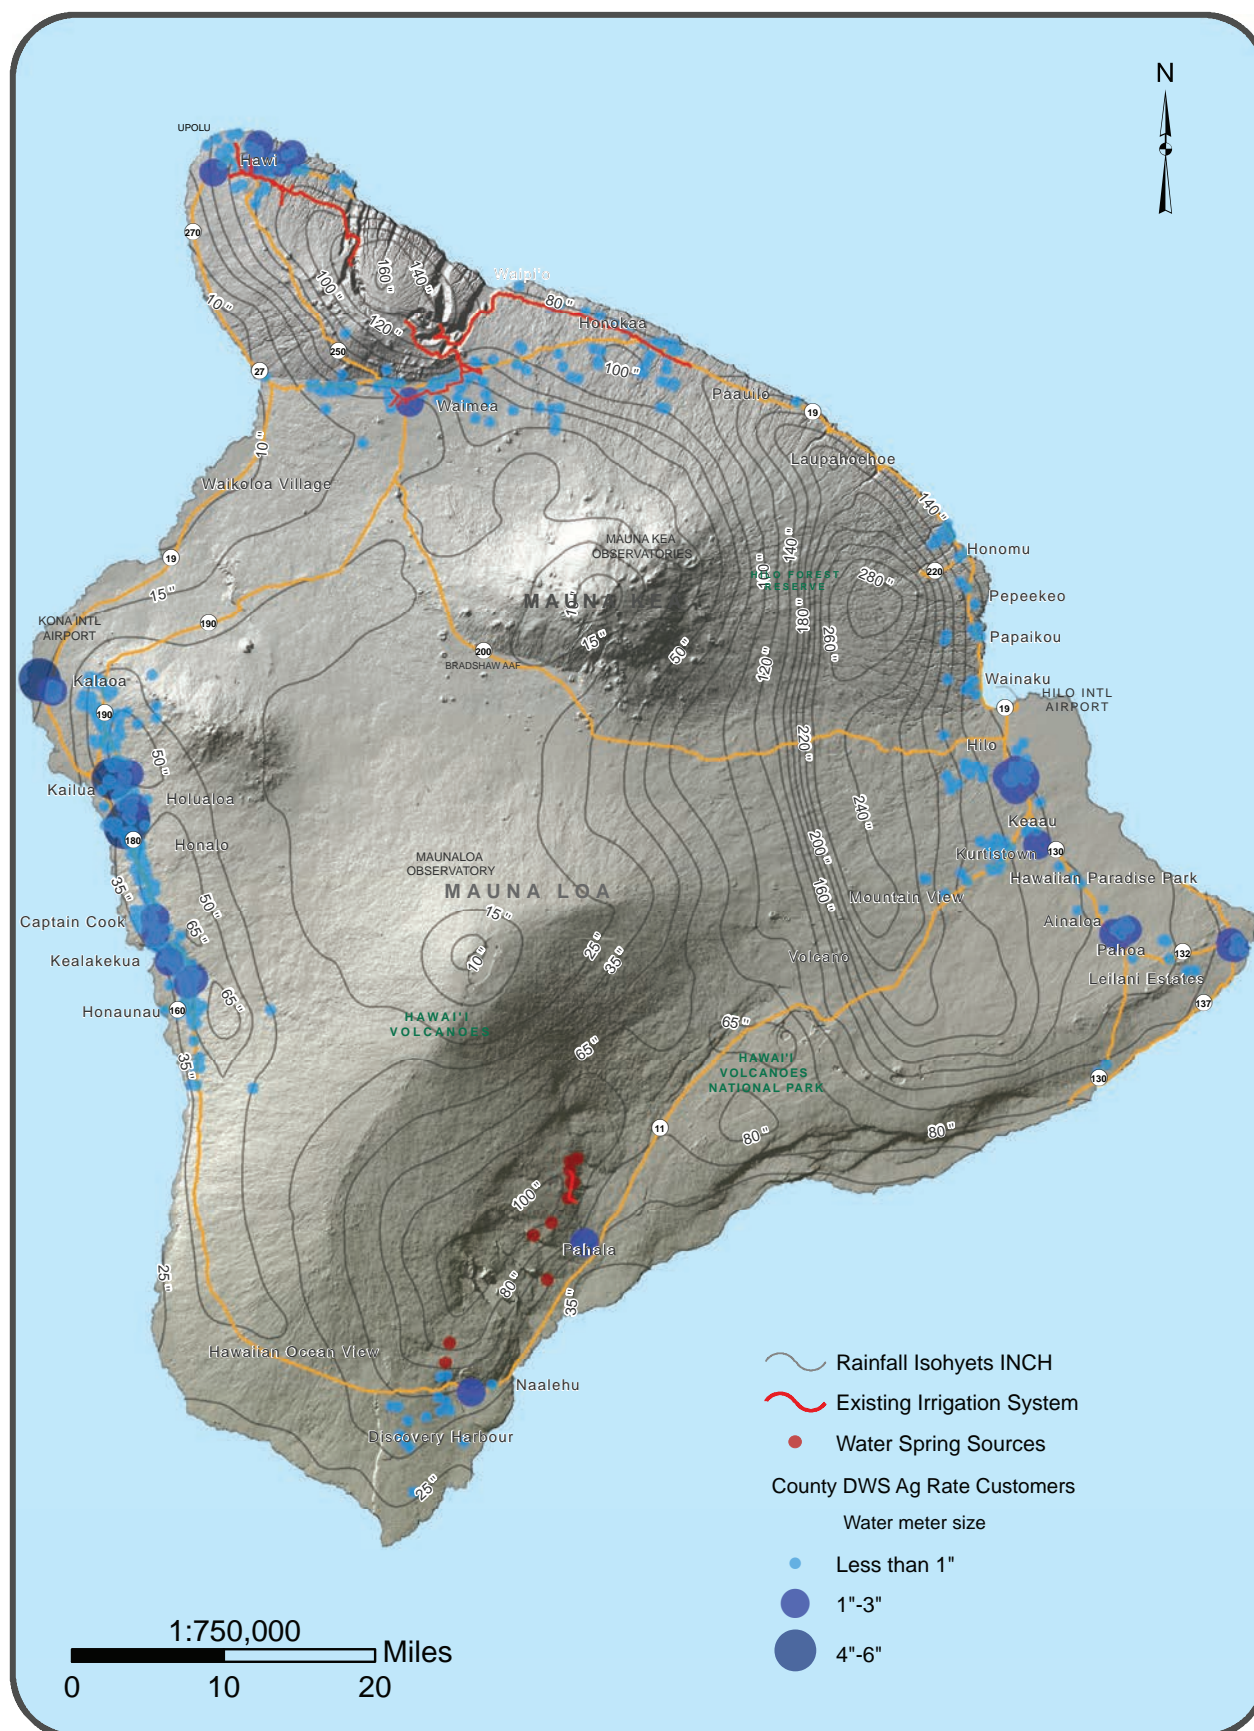 N
UPOLU
Hawi
270
10 "
100 "
160 "
140 "
120 "
Waipi'o
80 "
Honokaa
250
27
100 "
Waimea
Paauilo
19
10 "
Waikoloa Village
Laupahoehoe
140 "
MAUNA KEA
OBSERVATORIES
140 "
Honomu
19
220
HILO FOREST
RESERVE
280 "
15 "
MAUNA
Pepeekeo
KONA INTL
AIRPORT
190
15 "
180 "
260 "
Papaikou
200
50 "
120 "
BRADSHAW AAF
Kalaoa
Wainaku
HILO INTL
AIRPORT
190
19
220 "
Hilo
50 "
Kailua
Holualoa
240 "
Keaau
180
Honalo
200 "
Kurtistown
130
MAUNALOA
OBSERVATORY
MAUNA LOA
35 "
50 "
160 "
Mountain View
Hawaiian Paradise Park
15 "
Captain Cook
65 "
Ainaloa
25 "
35 "
10 "
Volcano
Pahoa
132
Kealakekua
Leilani Estates
65 "
Honaunau
160
137
HAWAI'I
VOLCANOES
65 "
65 "
35 "
HAWAI'I
VOLCANOES
NATIONAL PARK
130
11
80 "
80 "
100 "
Pahala
25 "
80 "
35 "
Hawaiian Ocean View
Naalehu
Discovery Harbour
25 "
Rainfall Isohyets INCH
Existing Irrigation System
Water Spring Sources
County DWS Ag Rate Customers
Water meter size
Less than 1"
1"-3"
4"-6"
1:750,000
Miles
0 10 20